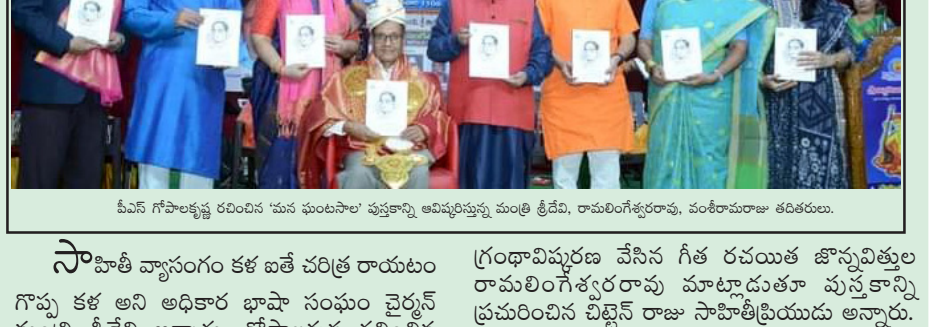 పీఎస్ గోపాలకృష్ణ రచించిన 'మన ఘంటసాల' పుస్తకాన్ని ఆవిష్కరిస్తున్న మంత్రి శ్రీదేవి, రామలింగేశ్వరరావు, వంశీరామరాజు తదితరులు.
సాహితీ వ్యాసంగం కళ ఐతే చరిత్ర రాయటం
గొప్ప కళ అని అధికార భాషా సంఘం చైర్మన్
గ్రంథావిష్కరణ వేసిన గీత రచయిత జొన్నవిత్తుల
రామలింగేశ్వరరావు మాట్లాడుతూ పుస్తకాన్ని
ప్రచురించిన చిట్టెన్ రాజు సాహితీప్రియుడు అన్నారు.